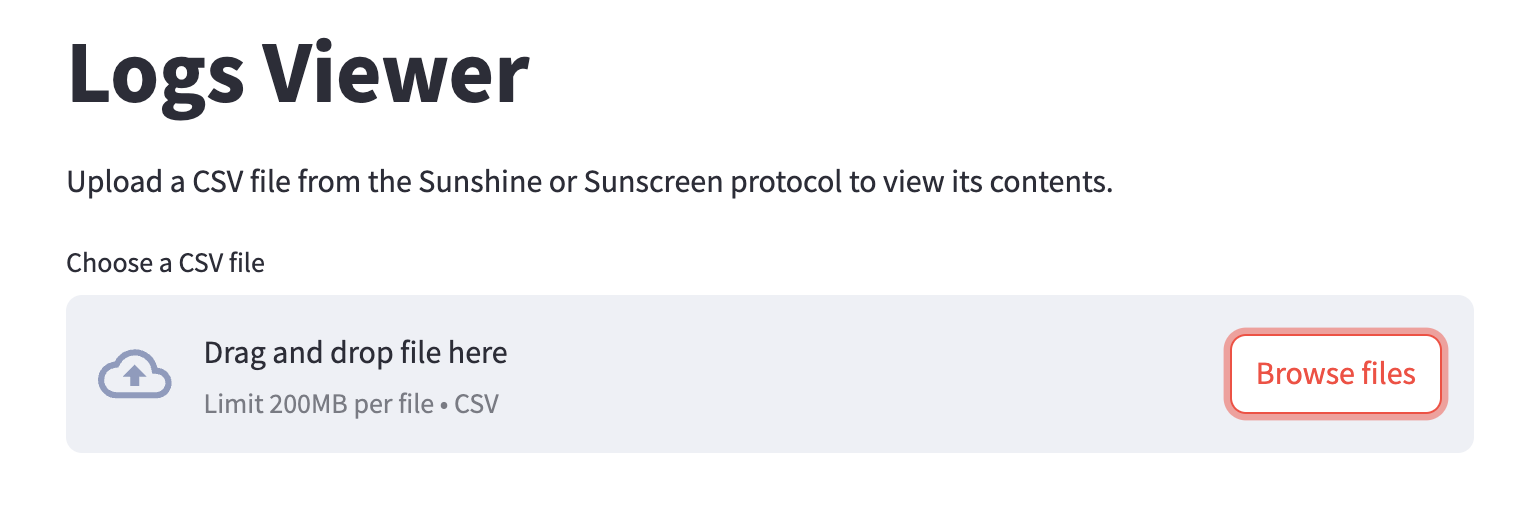 Logs Viewer
Upload a CSV file from the Sunshine or Sunscreen protocol to view its contents.
Choose a CSV file
Drag and drop file here
Limit 200MB per file • CSV
Browse files